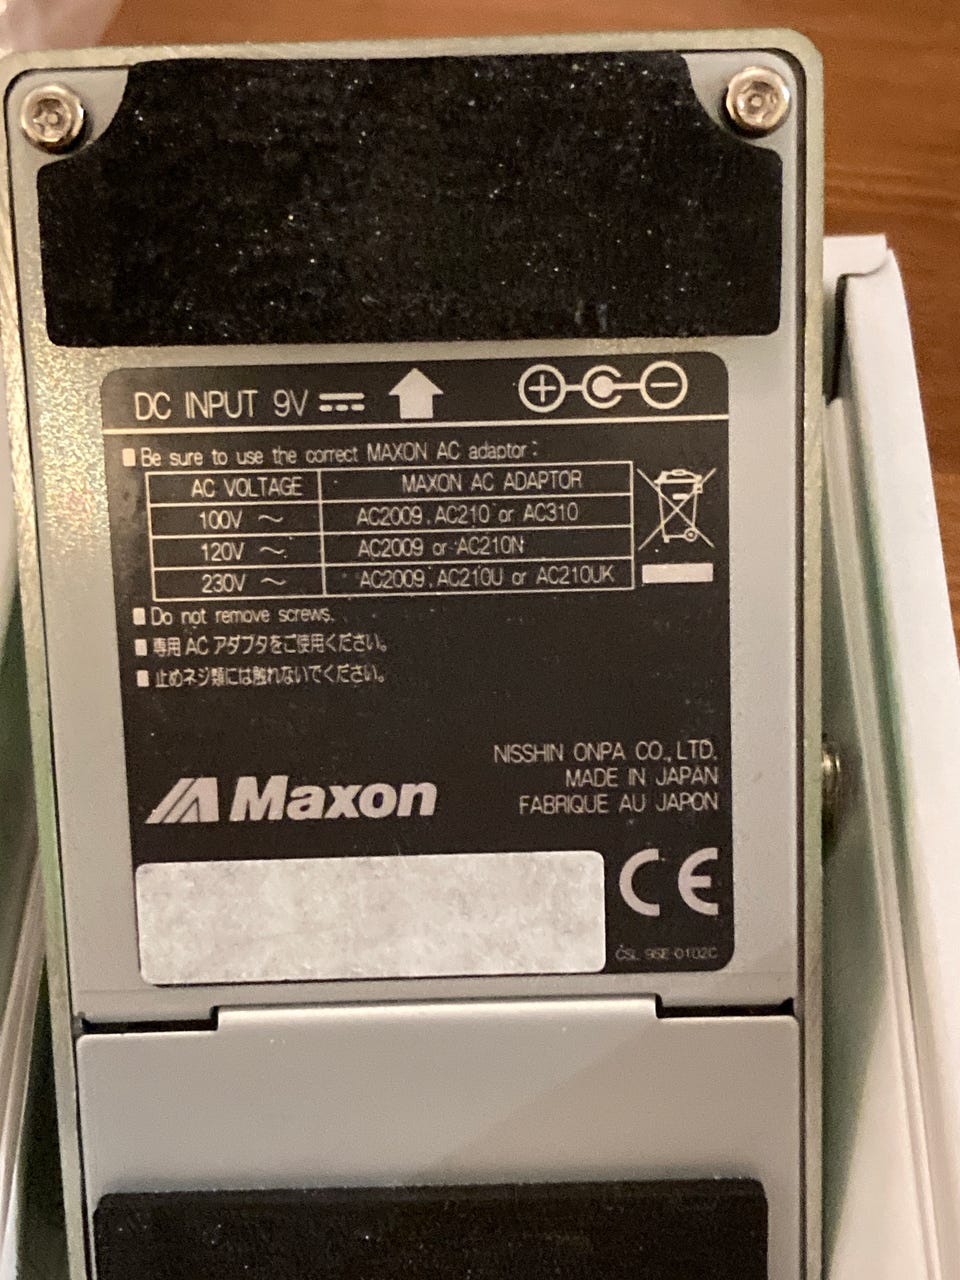 DC INPUT 9V
Be sure to use the correct MAXON AC adaptor :
AC VOLTAGE MAXON AC ADAPTOR
100V ~ AC2009, AC210 or AC310
120V ~ AC2009 or AC210N
230V ~ AC2009, AC210U or AC210UK
Do not remove screws.
専用 AC アダプタをご使用ください。
止めネジ類には触れないでください。
NISSHIN ONPA CO., LTD.
MADE IN JAPAN
FABRIQUE AU JAPON
Maxon
CE
CSL 96E-0102C